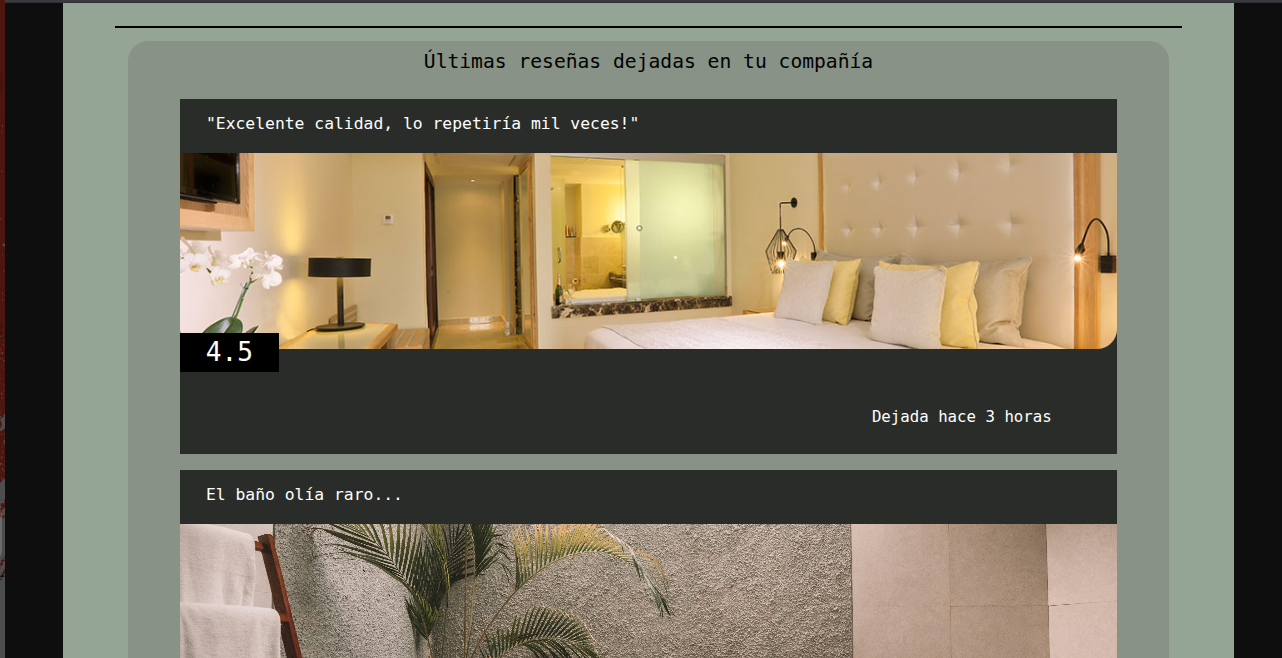 Últimas reseñas dejadas en tu compañía
"Excelente calidad, lo repetiría mil veces!"
4.5
Dejada hace 3 horas
El baño olía raro...